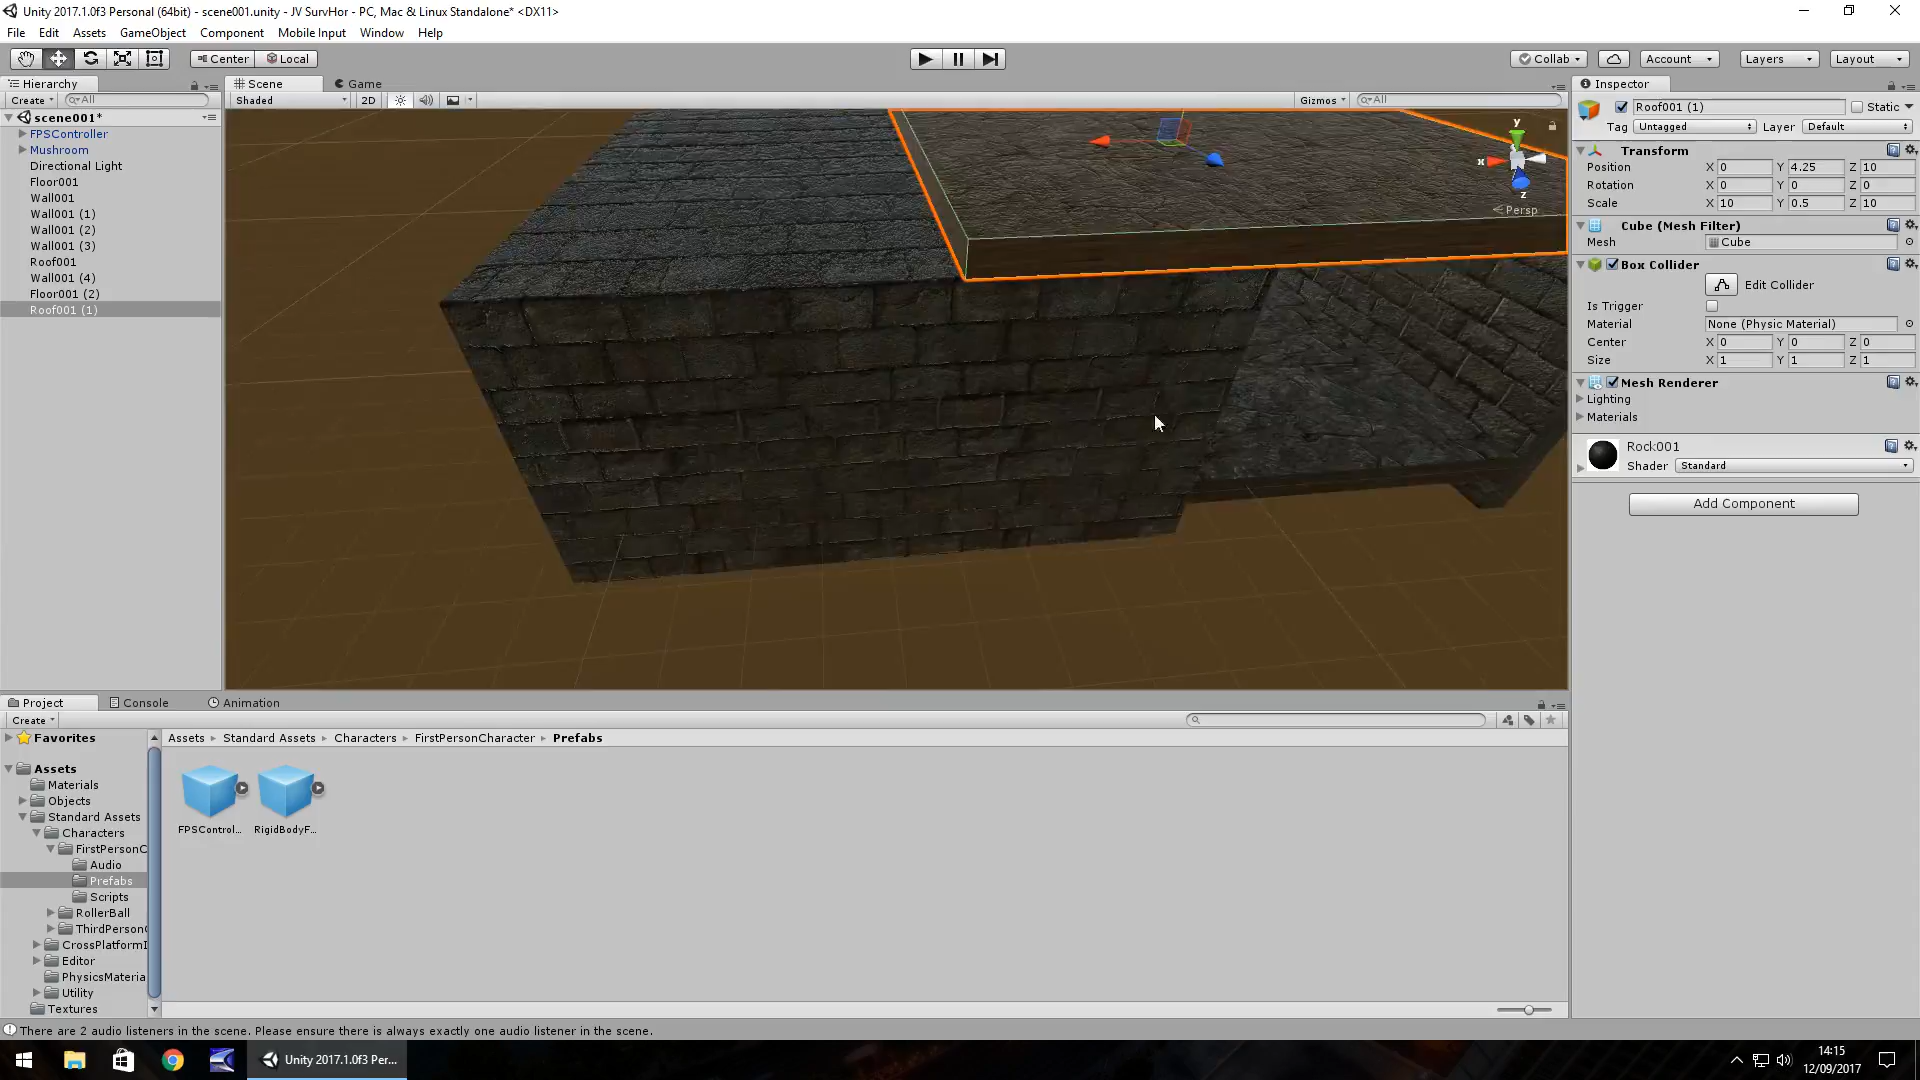 Unity 2017.1.0f3 Personal (64bit) - scene001.unity - JV SurvHor - PC, Mac & Linux Standalone* <DX11>
File Edit Assets GameObject Component Mobile Input Window Help
Center Local Collab Account Layers Layout
Hierarchy
Create All
scene001*
FPSController
Mushroom
Directional Light
Floor001
Wall001
Wall001 (1)
Wall001 (2)
Wall001 (3)
Roof001
Wall001 (4)
Floor001 (2)
Roof001 (1)
Scene Game
Shaded 2D Gizmos All
y
x
z
Persp
Inspector
Roof001 (1) Static
Tag Untagged Layer Default
Transform
Position X 0 Y 4.25 Z 10
Rotation X 0 Y 0 Z 0
Scale X 10 Y 0.5 Z 10
Cube (Mesh Filter)
Mesh Cube
Box Collider
Edit Collider
Is Trigger
Material None (Physic Material)
Center X 0 Y 0 Z 0
Size X 1 Y 1 Z 1
Mesh Renderer
Lighting
Materials
Rock001
Shader Standard
Add Component
Project Console Animation
Create
Favorites
Assets
Materials
Objects
Standard Assets
Characters
FirstPersonC
Audio
Prefabs
Scripts
RollerBall
ThirdPerson
CrossPlatformI
Editor
PhysicsMateria
Utility
Textures
Assets Standard Assets Characters FirstPersonCharacter Prefabs
FPSControl... RigidBodyF...
There are 2 audio listeners in the scene. Please ensure there is always exactly one audio listener in the scene.
Unity 2017.1.0f3 Per...
14:15
12/09/2017